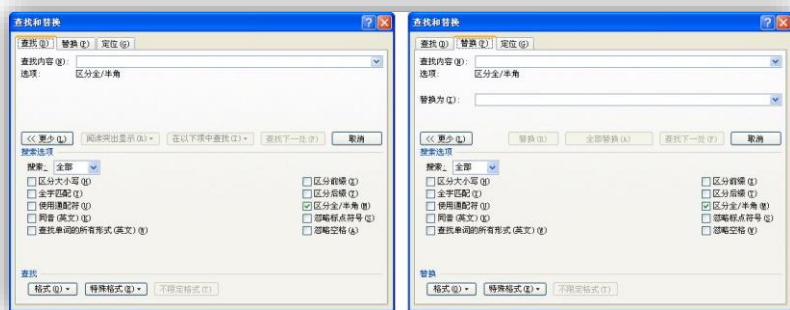 查找和替换
查找(D) 替换(P) 定位(G)
查找内容(N):
选项: 区分全/半角
<< 更少(L) 阅读突出显示(R) 在以下项中查找(I) 查找下一处(F) 取消
搜索选项
搜索: 全部
区分大小写(H) 区分前缀(X)
全字匹配(Y) 区分后缀(T)
使用通配符(U) 区分全/半角(M)
同音(英文)(K) 忽略标点符号(S)
查找单词的所有形式(英文)(W) 忽略空格(A)
查找
格式(O) 特殊格式(E) 不限定格式(T)
查找和替换
查找(D) 替换(P) 定位(G)
查找内容(N):
选项: 区分全/半角
替换为(I):
<< 更少(L) 替换(R) 全部替换(A) 查找下一处(F) 取消
搜索选项
搜索: 全部
区分大小写(H) 区分前缀(X)
全字匹配(Y) 区分后缀(T)
使用通配符(U) 区分全/半角(M)
同音(英文)(K) 忽略标点符号(S)
查找单词的所有形式(英文)(W) 忽略空格(W)
替换
格式(O) 特殊格式(E) 不限定格式(T)